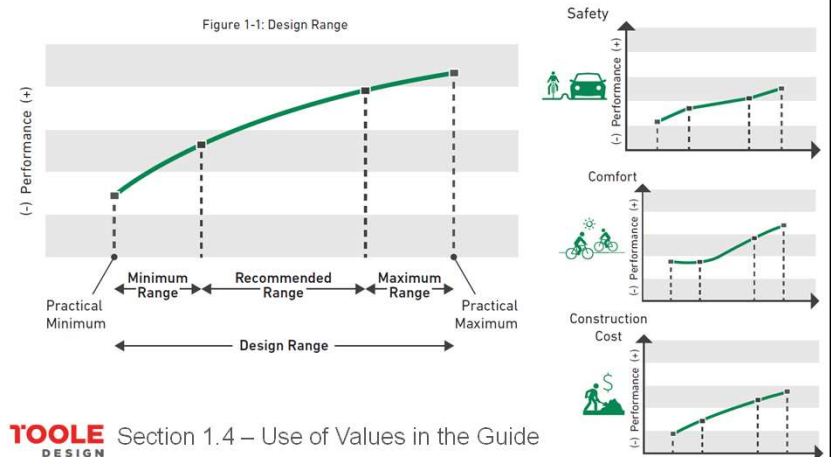 Figure 1-1: Design Range
(-) Performance (+)
Minimum Range
Recommended Range
Maximum Range
Practical Minimum
Practical Maximum
Design Range
Safety
(-) Performance (+)
Comfort
(-) Performance (+)
Construction
Cost
$
(-) Performance (+)
TOOLE
DESIGN
Section 1.4 – Use of Values in the Guide